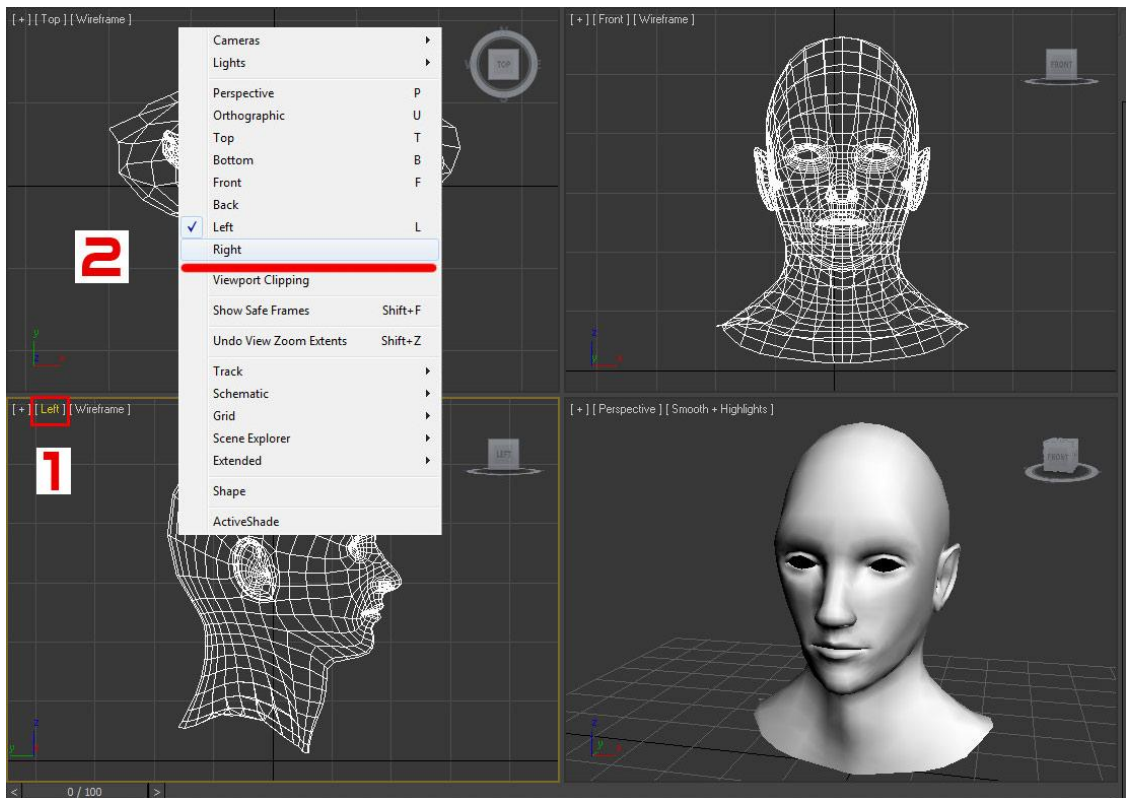 [ + ] [ Top ] [ Wireframe ]
TOP
[ + ] [ Front ] [ Wireframe ]
FRONT
Cameras
Lights
Perspective P
Orthographic U
Top T
Bottom B
Front F
Back
Left L
Right
Viewport Clipping
Show Safe Frames Shift+F
Undo View Zoom Extents Shift+Z
Track
Schematic
Grid
Scene Explorer
Extended
Shape
ActiveShade
2
y
z x
z
y x
[ + ] [ Left ] [ Wireframe ]
LEFT
1
z
y
[ + ] [ Perspective ] [ Smooth + Highlights ]
FRONT
z
y x
< 0 / 100 >